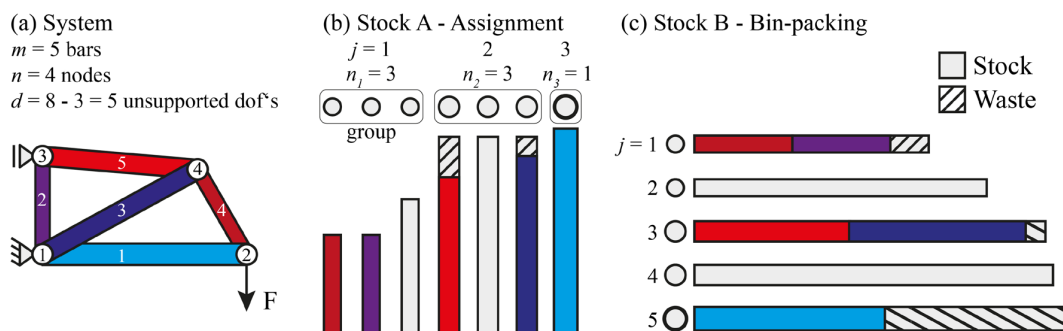 (a) System
m = 5 bars
n = 4 nodes
d = 8 - 3 = 5 unsupported dof‘s
3
5
4
2
3
4
1
1
2
F
(b) Stock A - Assignment
j = 1 2 3
n1 = 3 n2 = 3 n3 = 1
group
(c) Stock B - Bin-packing
Stock
Waste
j = 1
2
3
4
5